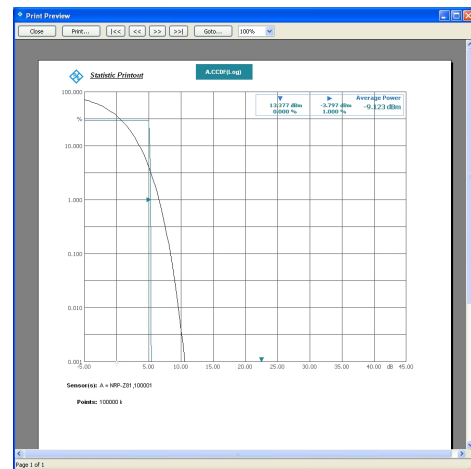 Print Preview
Close Print... |<< << >> >>| Goto... 100%
Statistic Printout
A.CCDF(Log)
100.000
%
10.000
1.000
0.100
0.010
0.001
13.377 dBm
0.000 %
-3.797 dBm
1.000 %
Average Power
-9.123 dBm
-5.00 5.00 10.00 15.00 20.00 25.00 30.00 35.00 40.00 dB 45.00
Sensor(s): A = NRP-Z81,100001
Points: 100000 k
Page 1 of 1